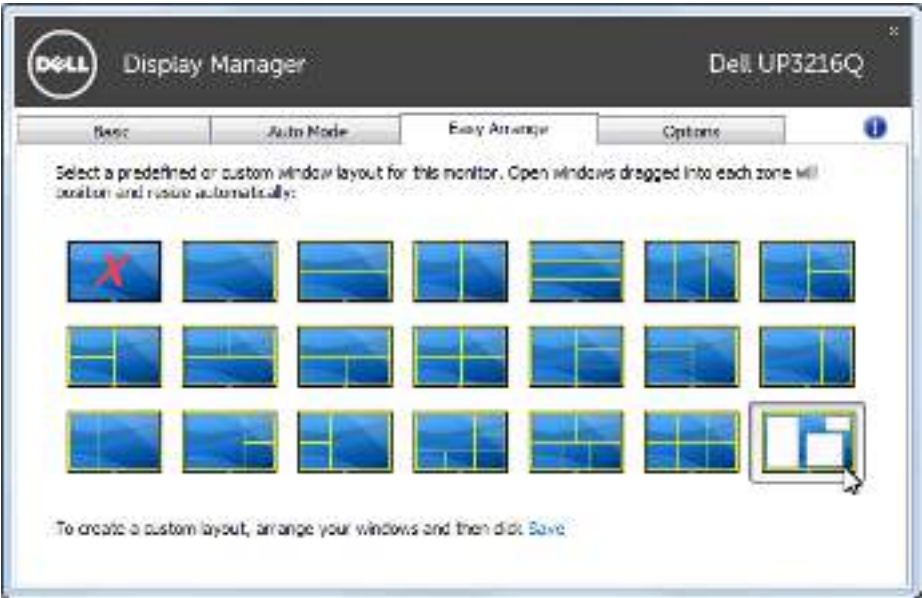 DELL
Display Manager
Dell UP3216Q
x
Basic
Auto Mode
Easy Arrange
Options
i
Select a predefined or custom window layout for this monitor. Open windows dragged into each zone will
position and resize automatically:
X
To create a custom layout, arrange your windows and then click Save